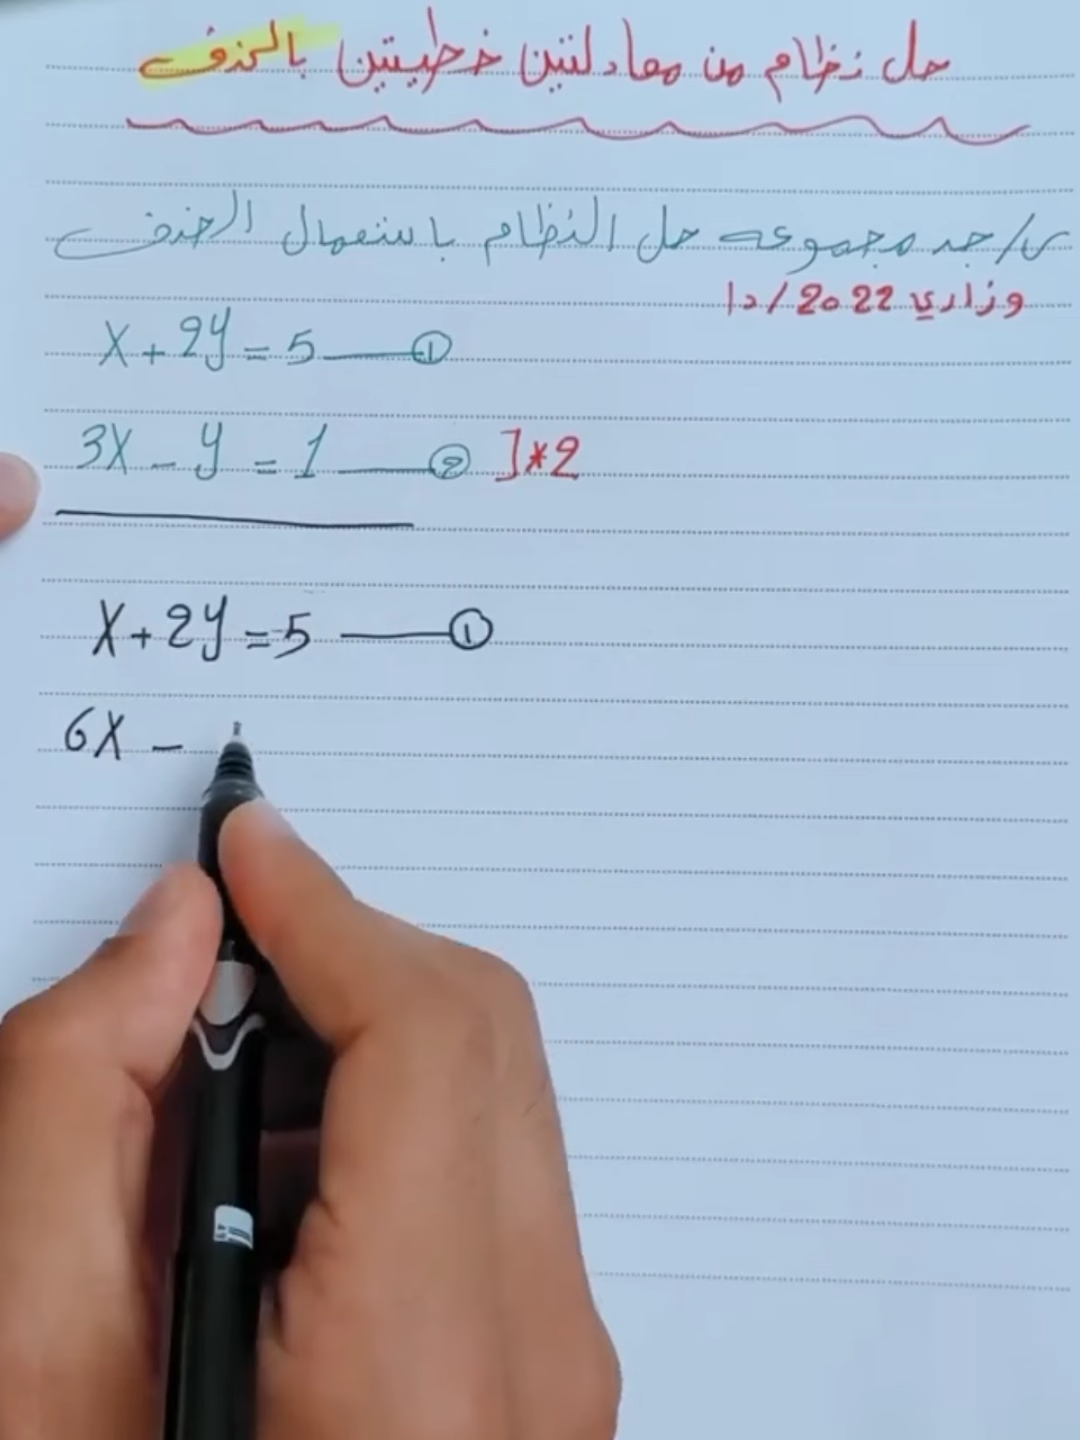 حل نظام من معادلتين خطيتين بالحذف
س/ جد مجموعه حل النظام باستعمال الحذف
وزاري 2022/د1
X + 2y = 5 ——— ①
3X - y = 1 ——— ② ]*2
X + 2y = 5 ——— ①
6X -